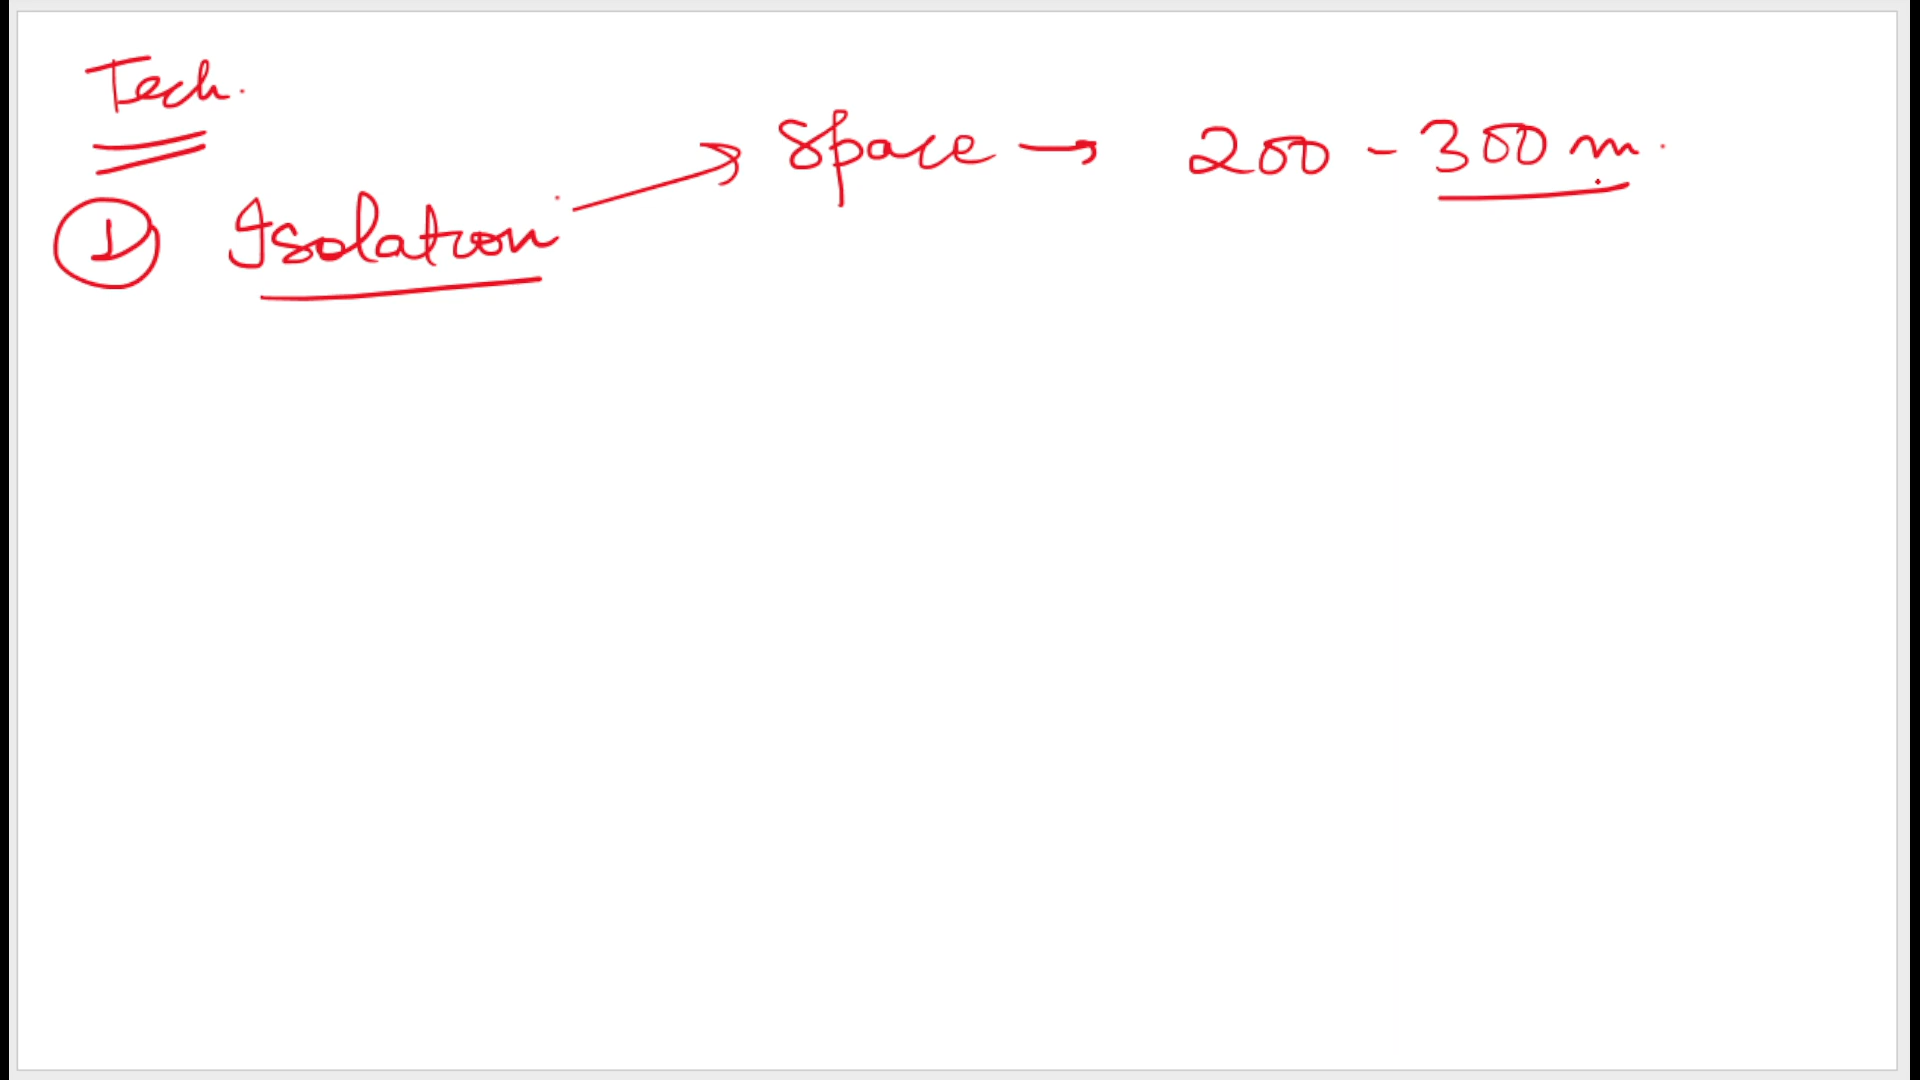 Tech.
① Isolation → Space → 200 - 300 m.